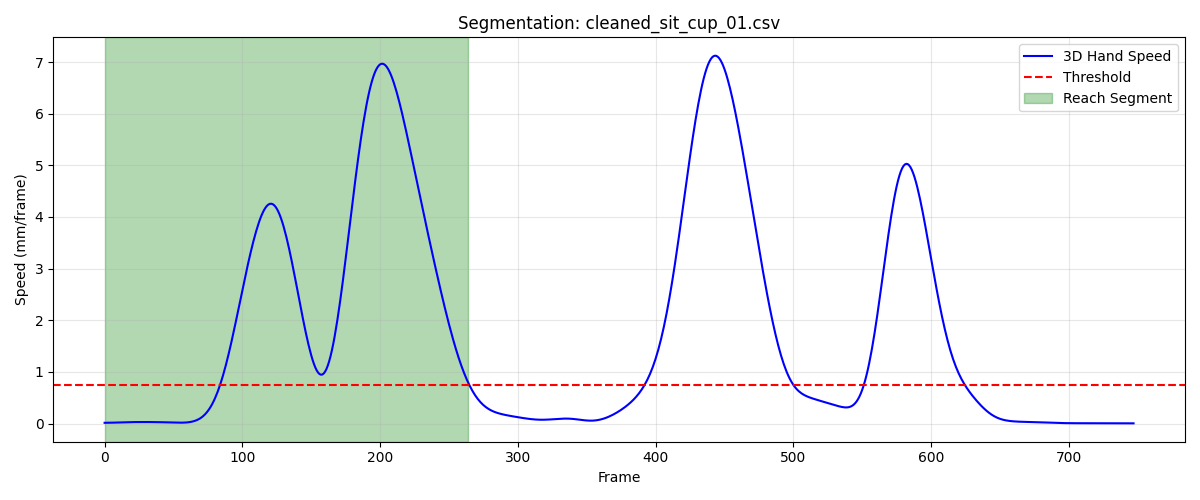 Segmentation: cleaned_sit_cup_01.csv
3D Hand Speed
Threshold
Reach Segment
Speed (mm/frame)
7
6
5
4
3
2
1
0
0 100 200 300 400 500 600 700
Frame